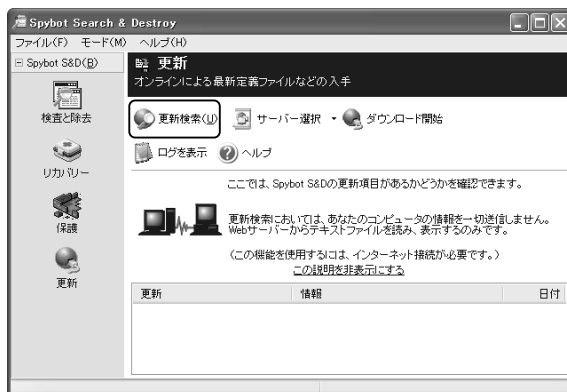 Spybot Search & Destroy
ファイル(F) モード(M) ヘルプ(H)
Spybot S&D(B)
検査と除去
リカバリー
保護
更新
更新
オンラインによる最新定義ファイルなどの入手
更新検索(U) サーバー選択 ダウンロード開始
ログを表示 ヘルプ
ここでは、Spybot S&Dの更新項目があるかどうかを確認できます。
更新検索においては、あなたのコンピュータの情報を一切送信しません。
Webサーバーからテキストファイルを読み、表示するのみです。
(この機能を使用するには、インターネット接続が必要です。)
この説明を非表示にする
更新 情報 日付